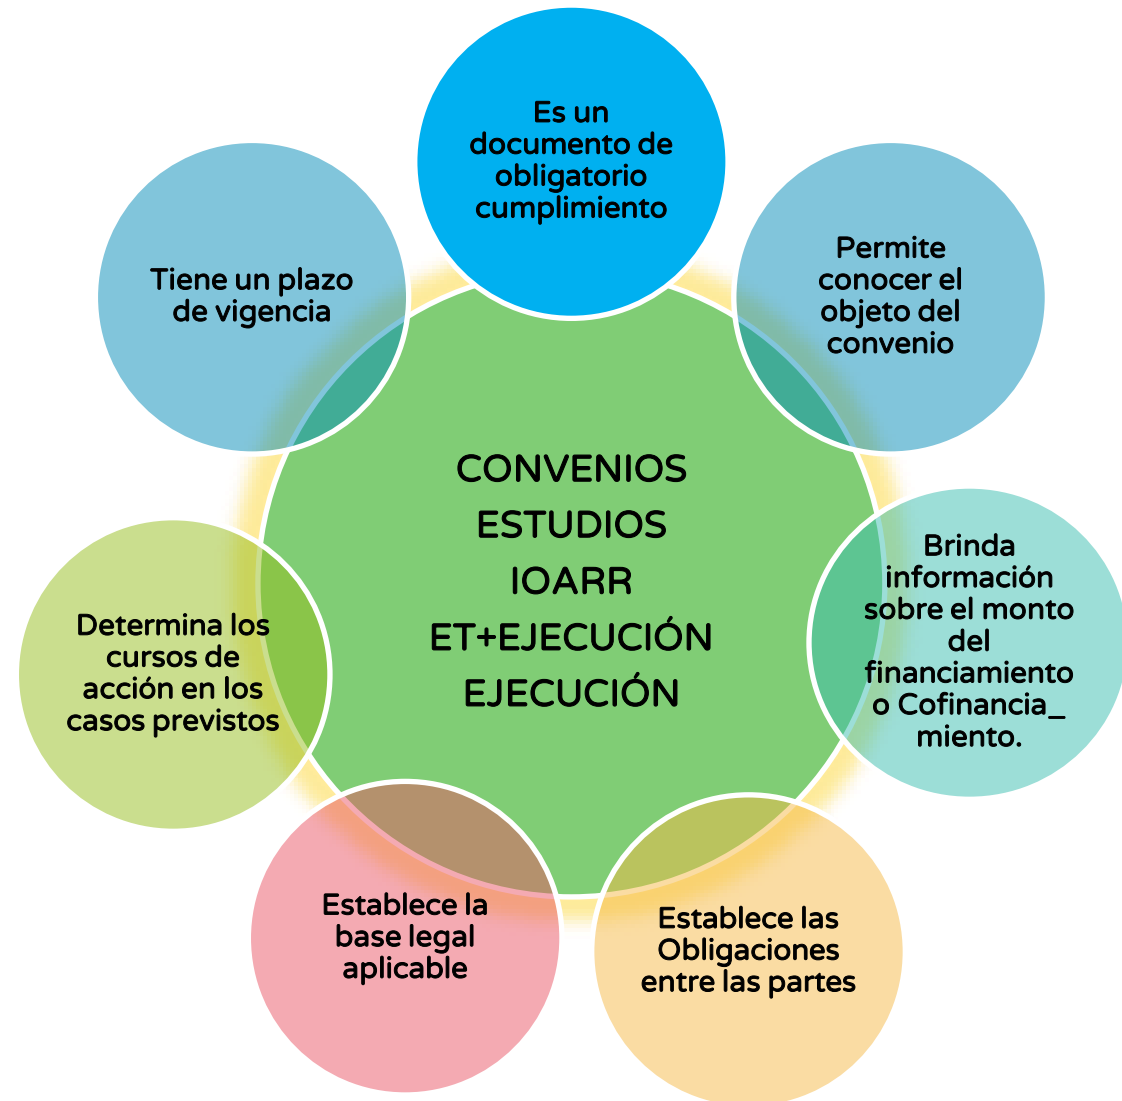 Es un
documento de
obligatorio
cumplimiento
Permite
conocer el
objeto del
convenio
Brinda
información
sobre el monto
del
financiamiento
o Cofinancia_
miento.
Establece las
Obligaciones
entre las partes
Establece la
base legal
aplicable
Determina los
cursos de
acción en los
casos previstos
Tiene un plazo
de vigencia
CONVENIOS
ESTUDIOS
IOARR
ET+EJECUCIÓN
EJECUCIÓN